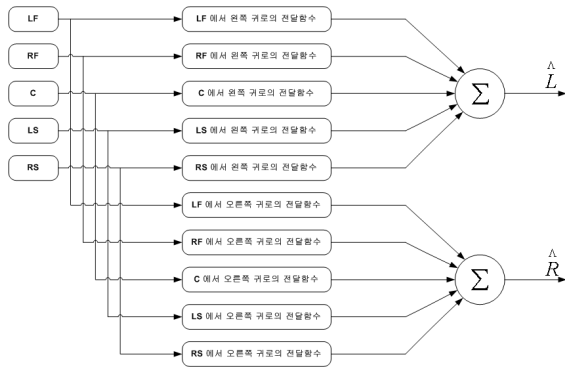 LF
RF
C
LS
RS
LF 에서 왼쪽 귀로의 전달함수
RF 에서 왼쪽 귀로의 전달함수
C 에서 왼쪽 귀로의 전달함수
LS 에서 왼쪽 귀로의 전달함수
RS 에서 왼쪽 귀로의 전달함수
LF 에서 오른쪽 귀로의 전달함수
RF 에서 오른쪽 귀로의 전달함수
C 에서 오른쪽 귀로의 전달함수
LS 에서 오른쪽 귀로의 전달함수
RS 에서 오른쪽 귀로의 전달함수
Σ
L̂
Σ
R̂